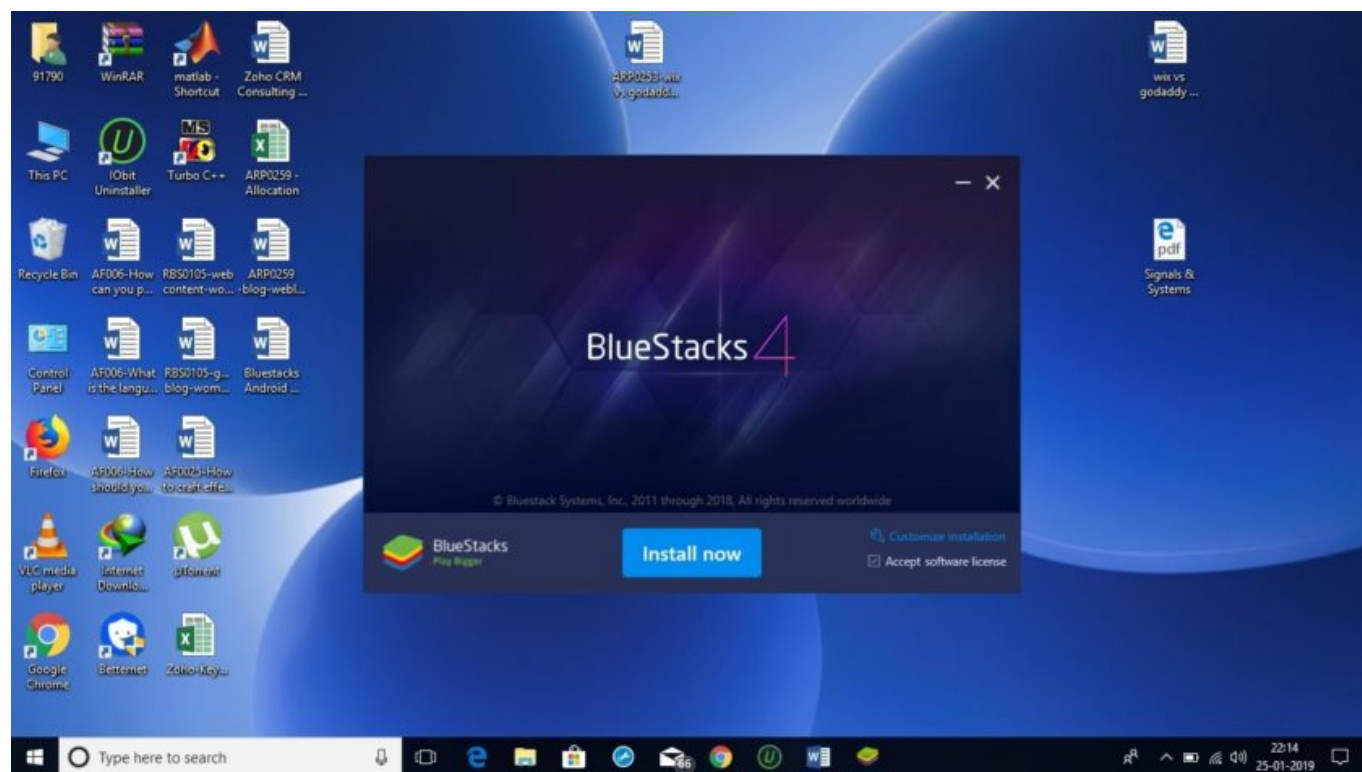 91790
WinRAR
matlab -
Shortcut
Zoho CRM
Consulting ...
ARP0253-wix
vs godadd...
wix vs
godaddy ...
This PC
IObit
Uninstaller
Turbo C++
ARP0259 -
Allocation
Recycle Bin
AF006-How
can you p...
RBS0105-web
content-wo...
ARP0259
-blog-webl...
pdf
Signals &
Systems
Control
Panel
AF006-What
is the langu...
RBS0105-g...
blog-wom...
Bluestacks
Android ...
Firefox
AF006-How
should yo...
AF0025-How
to craft effe...
VLC media
player
Internet
Downlo...
µTorrent
Google
Chrome
Betternet
Zoho-Key...
BlueStacks 4
© Bluestack Systems, Inc., 2011 through 2018, All rights reserved worldwide
BlueStacks
Play Bigger
Install now
Customize installation
Accept software license
Type here to search
66
22:14
25-01-2019